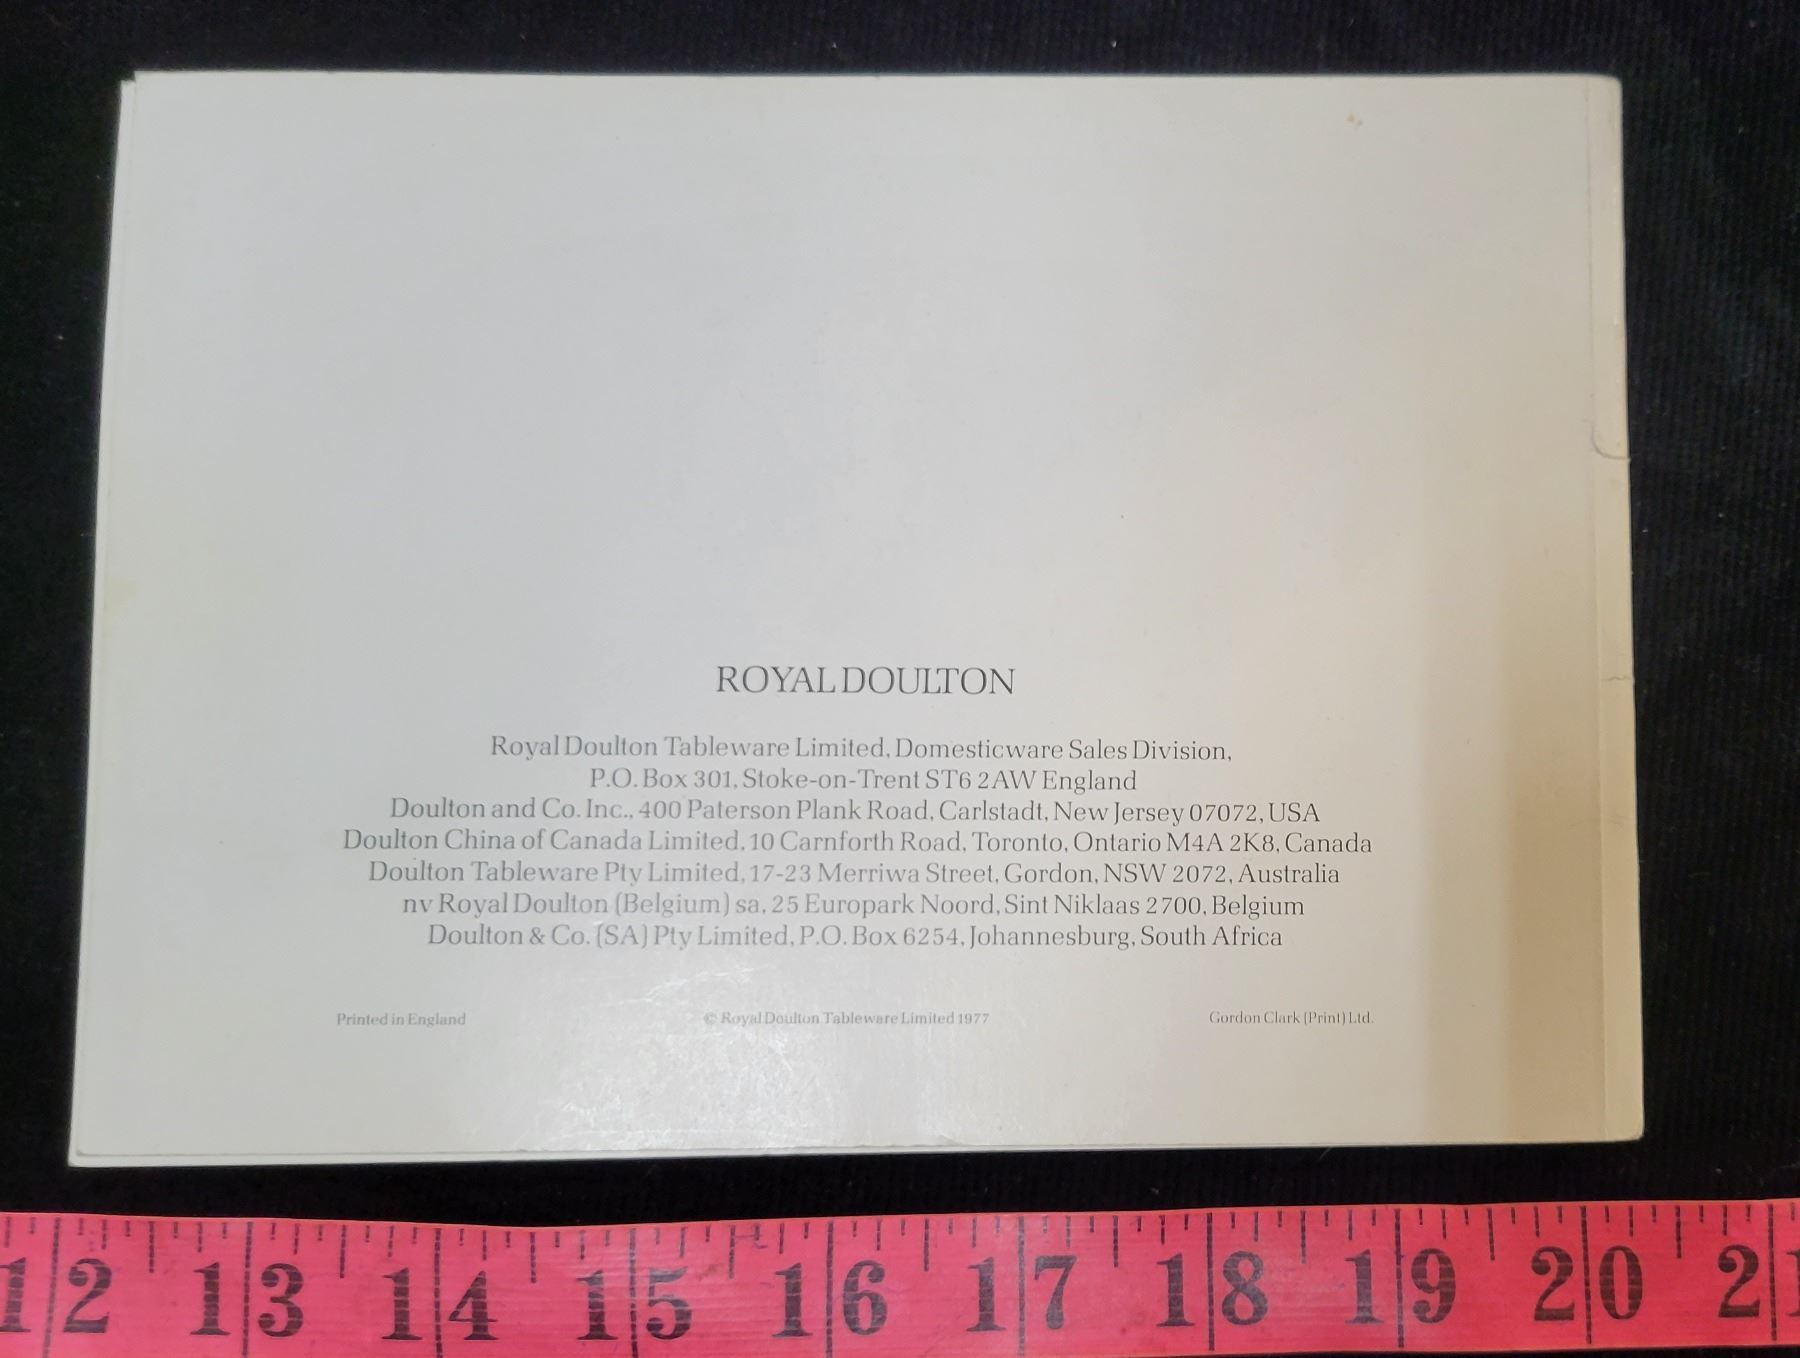 ROYAL DOULTON
Royal Doulton Tableware Limited, Domesticware Sales Division,
P.O. Box 301, Stoke-on-Trent ST6 2AW England
Doulton and Co. Inc., 400 Paterson Plank Road, Carlstadt, New Jersey 07072, USA
Doulton China of Canada Limited, 10 Carnforth Road, Toronto, Ontario M4A 2K8, Canada
Doulton Tableware Pty Limited, 17-23 Merriwa Street, Gordon, NSW 2072, Australia
nv Royal Doulton (Belgium) sa, 25 Europark Noord, Sint Niklaas 2700, Belgium
Doulton & Co. (SA) Pty Limited, P.O. Box 6254, Johannesburg, South Africa
Printed in England © Royal Doulton Tableware Limited 1977 Gordon Clark (Print) Ltd.
12 13 14 15 16 17 18 19 20 2